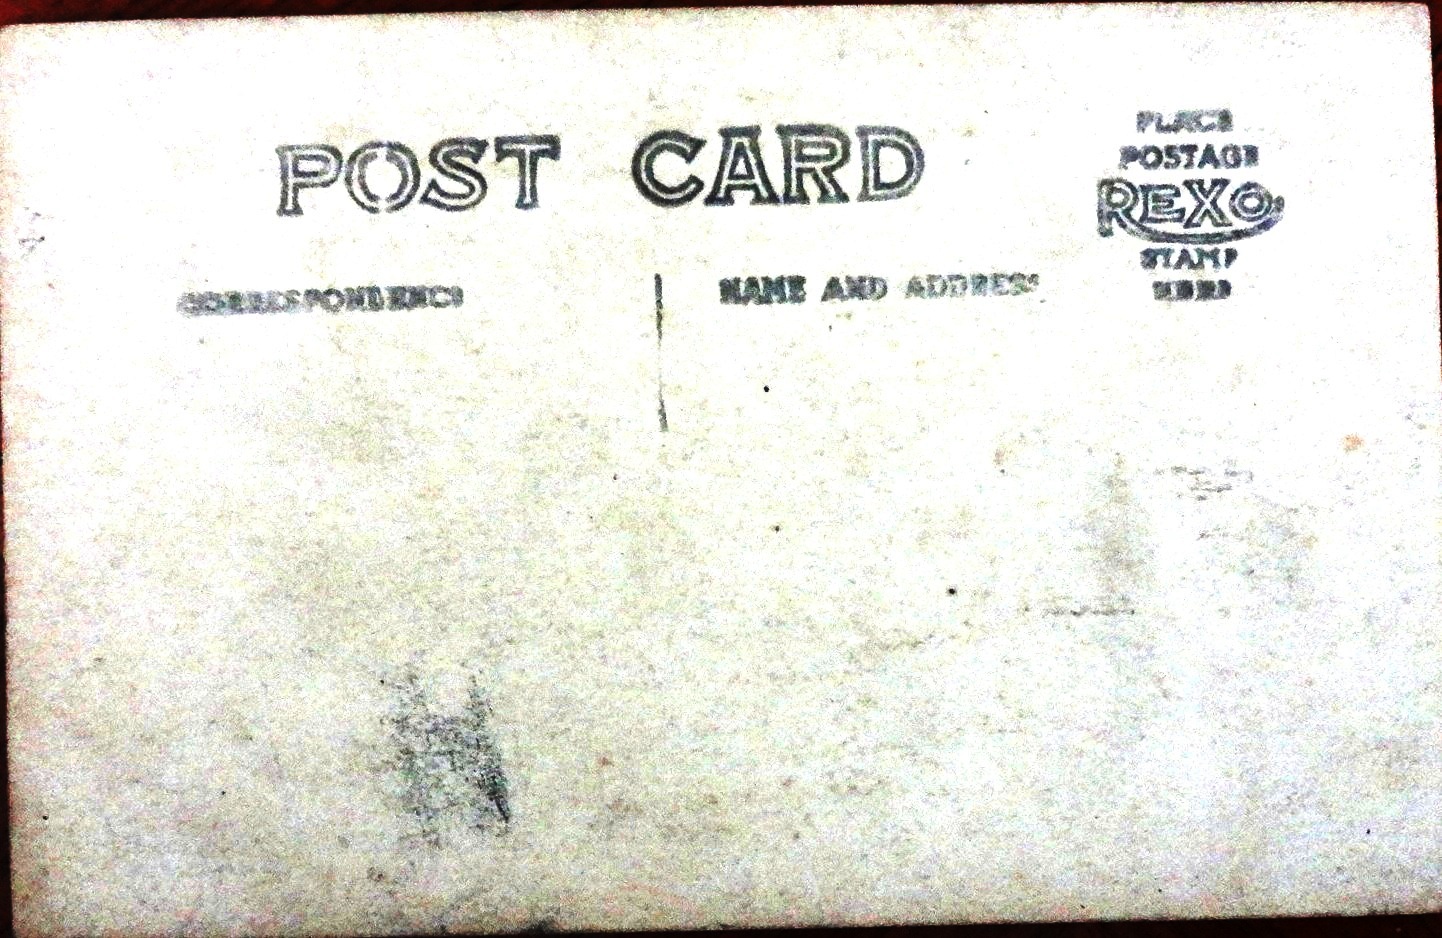 POST CARD
PLACE
POSTAGE
REXO
STAMP
HERE
CORRESPONDENCE
NAME AND ADDRESS